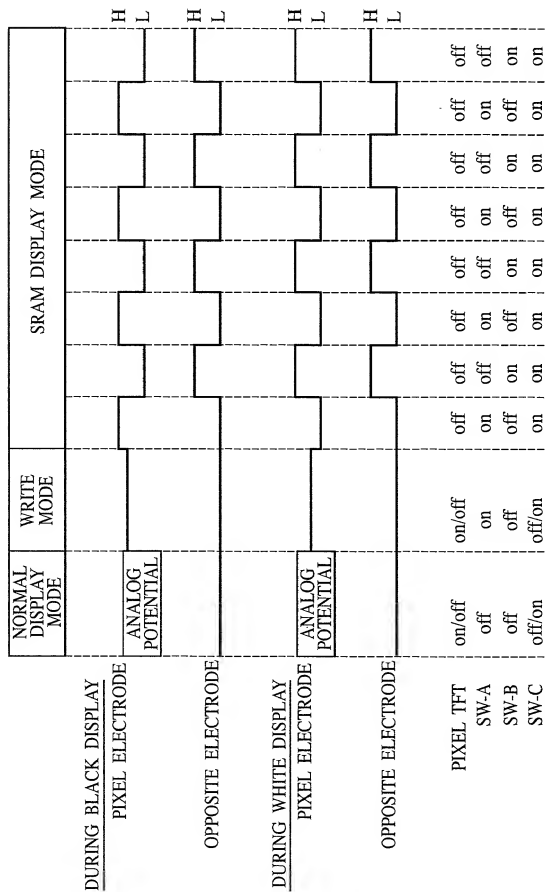 NORMAL DISPLAY MODE
WRITE MODE
SRAM DISPLAY MODE
DURING BLACK DISPLAY
PIXEL ELECTRODE
ANALOG POTENTIAL
H
L
OPPOSITE ELECTRODE
H
L
DURING WHITE DISPLAY
PIXEL ELECTRODE
ANALOG POTENTIAL
H
L
OPPOSITE ELECTRODE
H
L
PIXEL TFT on/off on/off off off off off off off off off
SW-A off on on off on off on off on off
SW-B off off off on off on off on off on
SW-C off/on off/on on on on on on on on on